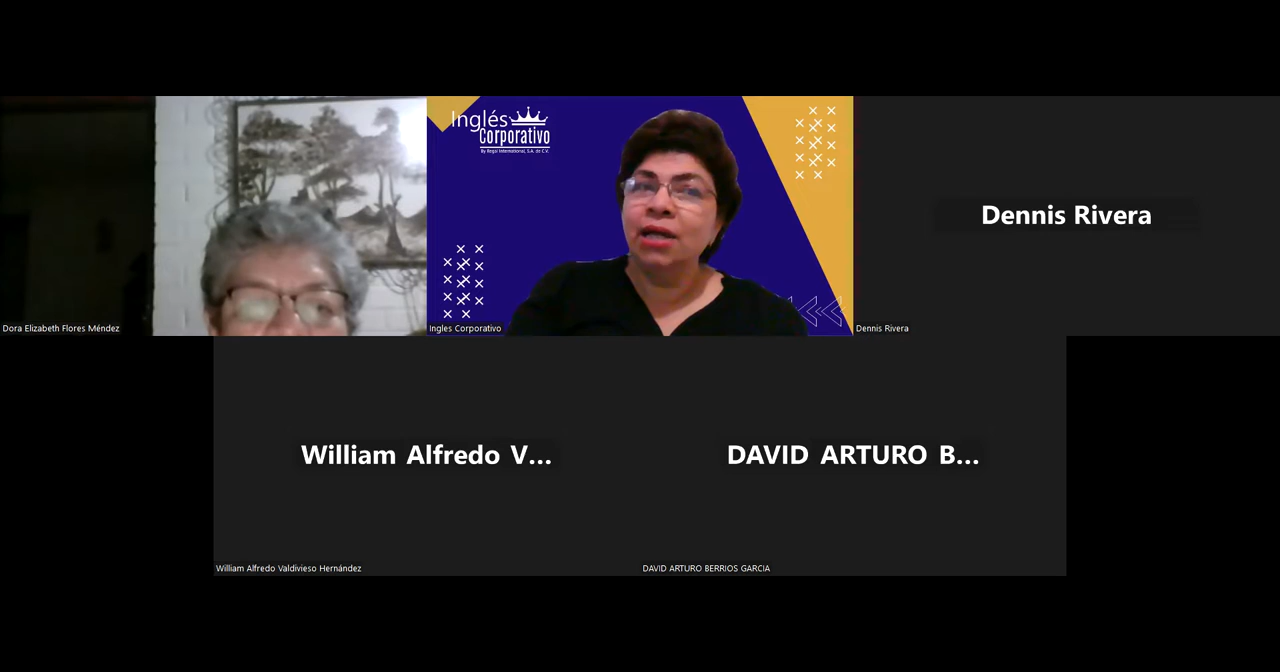 Inglés
Corporativo
By Regal International, S.A. de C.V.
Dennis Rivera
Dora Elizabeth Flores Méndez
Ingles Corporativo
Dennis Rivera
William Alfredo V...
DAVID ARTURO B...
William Alfredo Valdivieso Hernández
DAVID ARTURO BERRIOS GARCIA